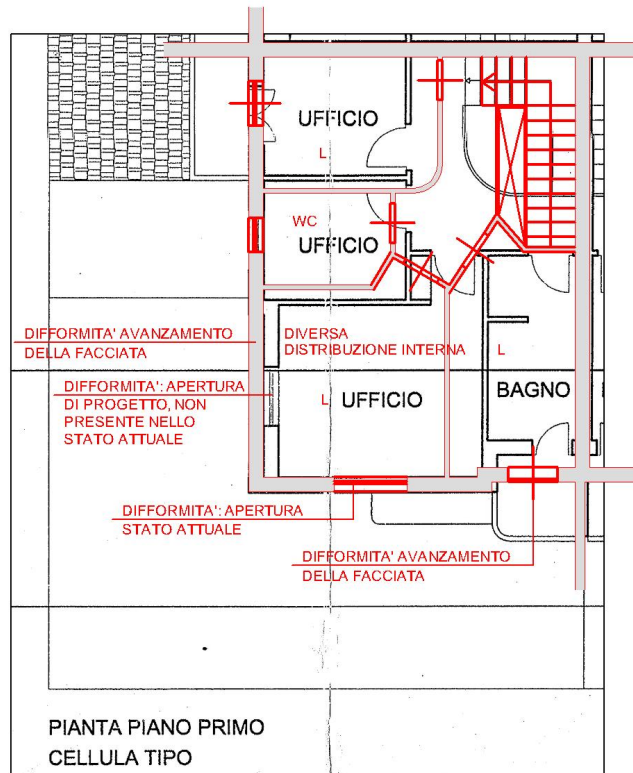 UFFICIO
L
WC
UFFICIO
DIFFORMITA' AVANZAMENTO
DELLA FACCIATA
DIVERSA
DISTRIBUZIONE INTERNA
L
DIFFORMITA': APERTURA
DI PROGETTO, NON
PRESENTE NELLO
STATO ATTUALE
L
UFFICIO
BAGNO
DIFFORMITA': APERTURA
STATO ATTUALE
DIFFORMITA' AVANZAMENTO
DELLA FACCIATA
PIANTA PIANO PRIMO
CELLULA TIPO